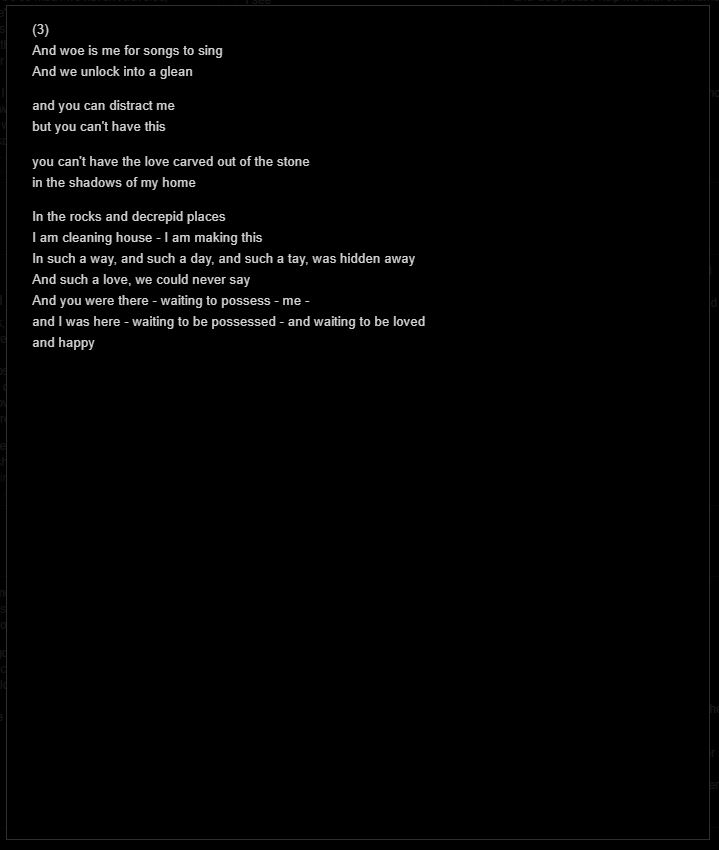 (3)
And woe is me for songs to sing
And we unlock into a glean
and you can distract me
but you can't have this
you can't have the love carved out of the stone
in the shadows of my home
In the rocks and decrepid places
I am cleaning house - I am making this
In such a way, and such a day, and such a tay, was hidden away
And such a love, we could never say
And you were there - waiting to possess - me -
and I was here - waiting to be possessed - and waiting to be loved
and happy